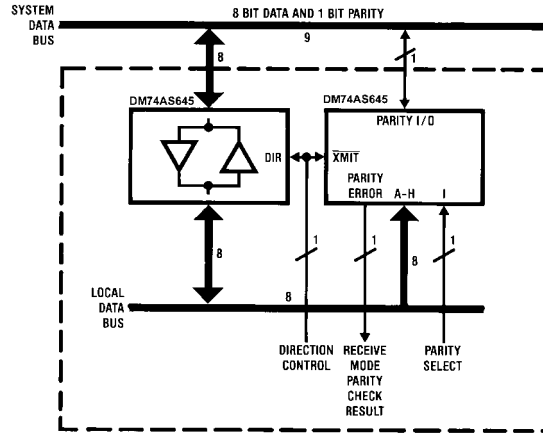 SYSTEM
DATA
BUS
8 BIT DATA AND 1 BIT PARITY
9
8
1
DM74AS645
DM74AS645
PARITY I/O
DIR
XMIT
PARITY
ERROR
A-H
I
8
1
1
8
1
LOCAL
DATA
BUS
8
DIRECTION
CONTROL
RECEIVE
MODE
PARITY
CHECK
RESULT
PARITY
SELECT